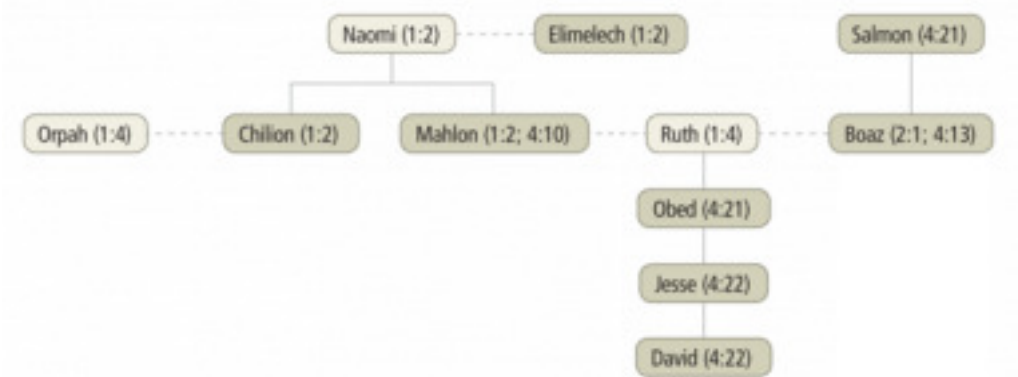 Naomi (1:2) Elimelech (1:2) Salmon (4:21)
Orpah (1:4) Chilion (1:2) Mahlon (1:2; 4:10) Ruth (1:4) Boaz (2:1; 4:13)
Obed (4:21)
Jesse (4:22)
David (4:22)